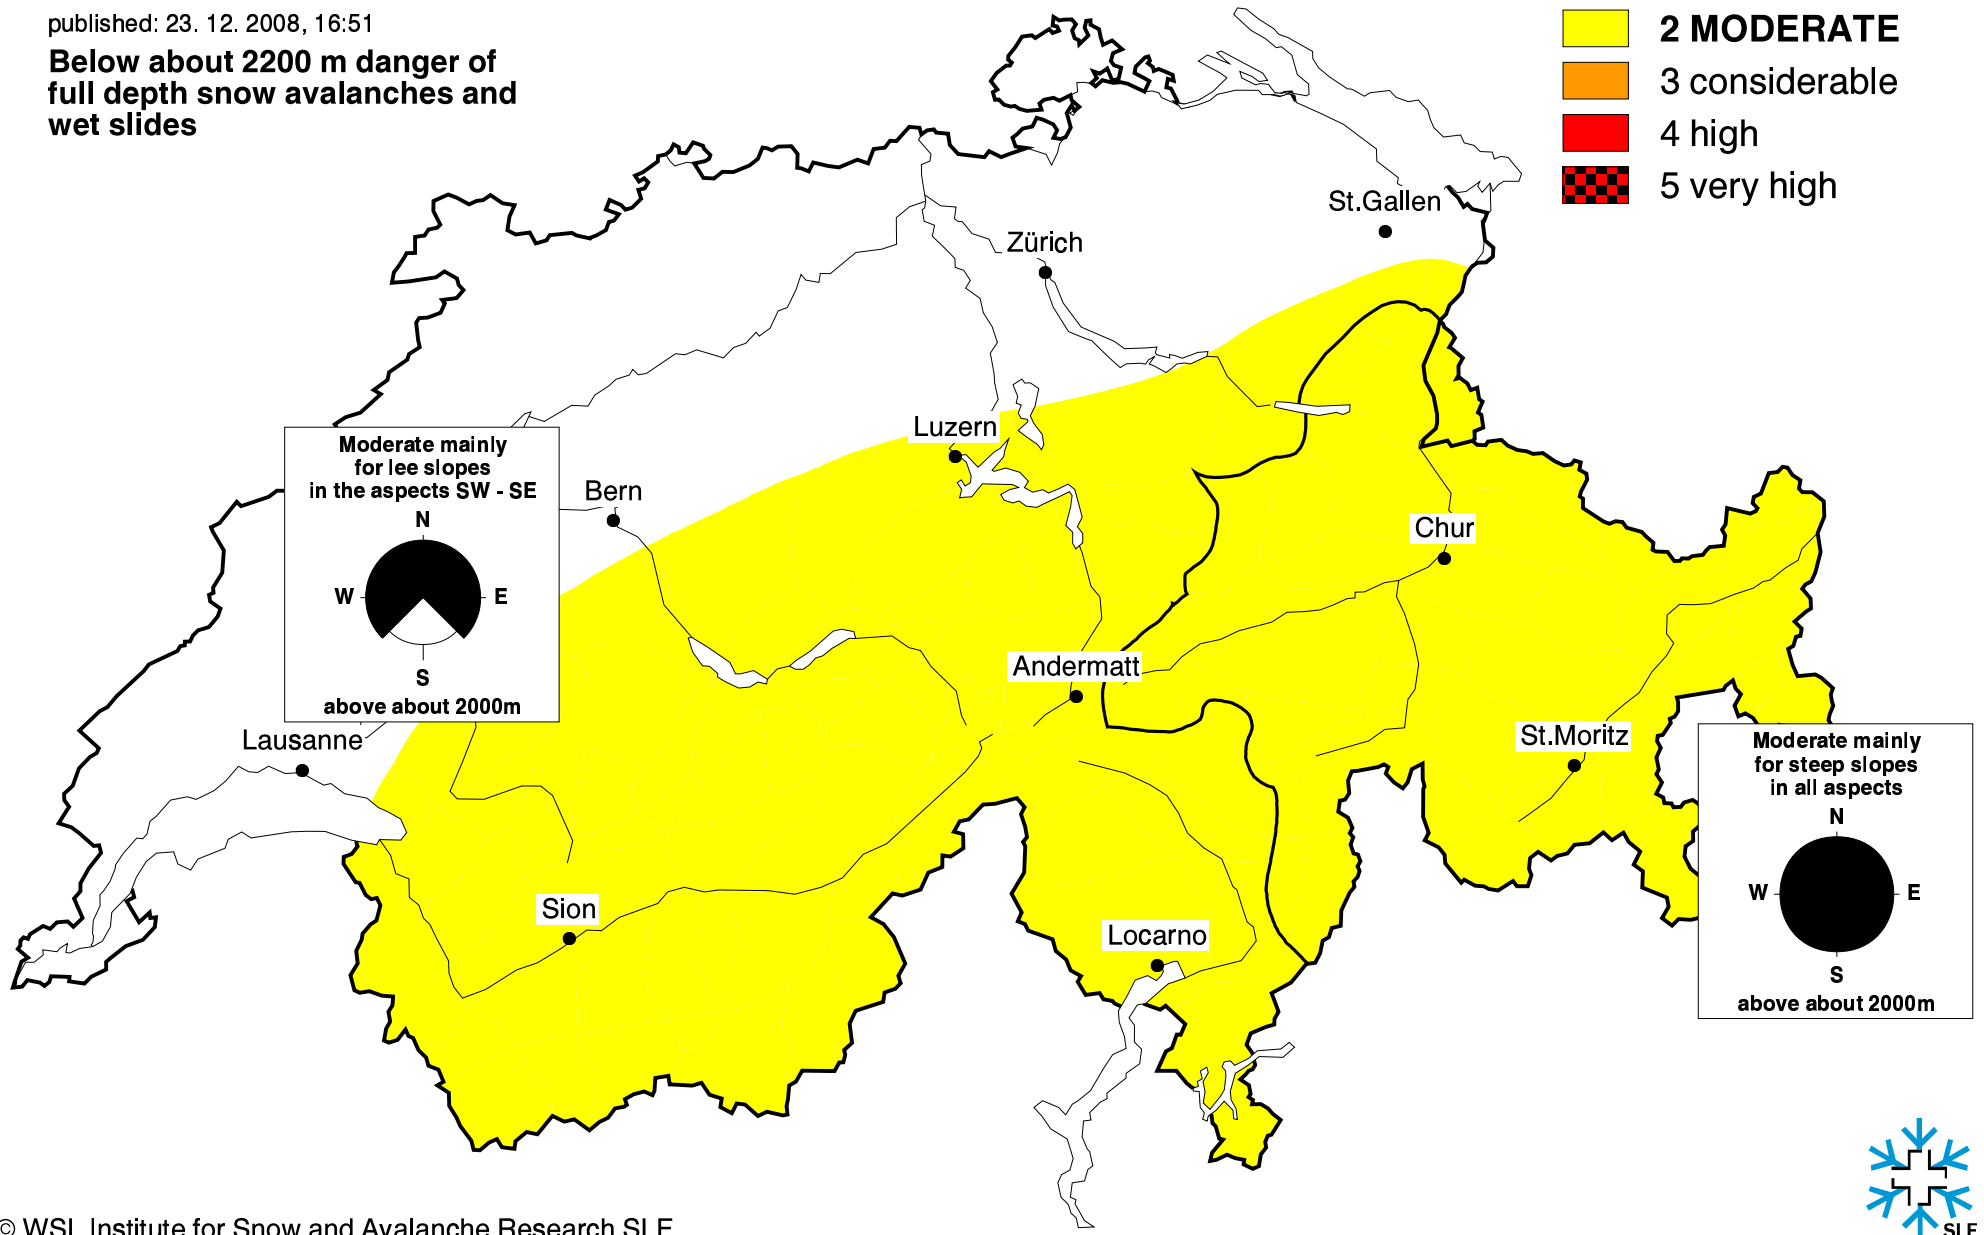 published: 23. 12. 2008, 16:51
Below about 2200 m danger of
full depth snow avalanches and
wet slides
2 MODERATE
3 considerable
4 high
5 very high
St.Gallen
Zürich
Luzern
Bern
Chur
Andermatt
St.Moritz
Lausanne
Sion
Locarno
Moderate mainly
for lee slopes
in the aspects SW - SE
N
W E
S
above about 2000m
Moderate mainly
for steep slopes
in all aspects
N
W E
S
above about 2000m
© WSL Institute for Snow and Avalanche Research SLF
SLF